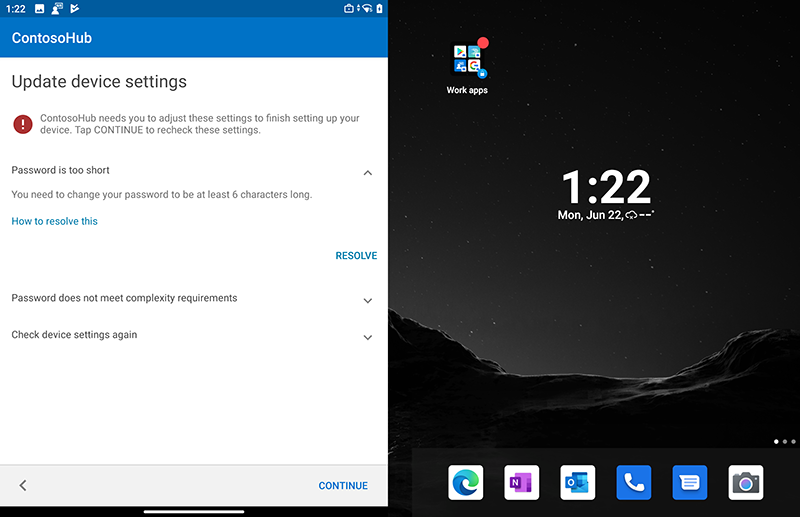 1:22
ContosoHub
Update device settings
ContosoHub needs you to adjust these settings to finish setting up your
device. Tap CONTINUE to recheck these settings.
Password is too short
You need to change your password to be at least 6 characters long.
How to resolve this
RESOLVE
Password does not meet complexity requirements
Check device settings again
CONTINUE
Work apps
1:22
Mon, Jun 22, --°